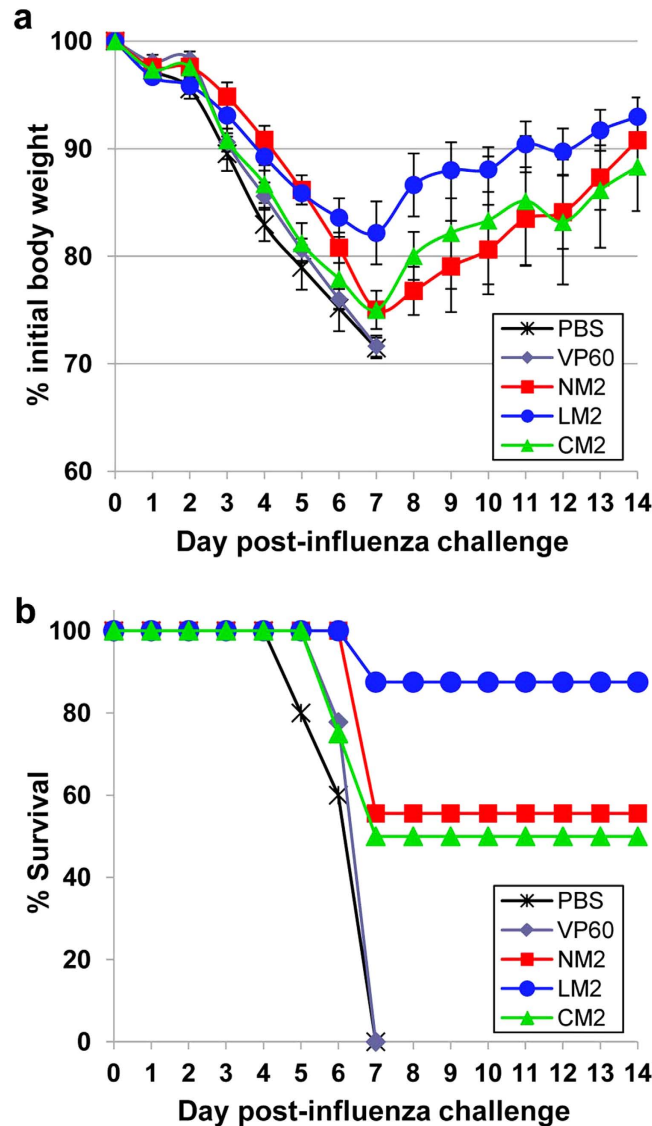 a
100
90
80
70
60
% initial body weight
PBS
VP60
NM2
LM2
CM2
0 1 2 3 4 5 6 7 8 9 10 11 12 13 14
Day post-influenza challenge
b
100
80
60
40
20
0
% Survival
PBS
VP60
NM2
LM2
CM2
0 1 2 3 4 5 6 7 8 9 10 11 12 13 14
Day post-influenza challenge